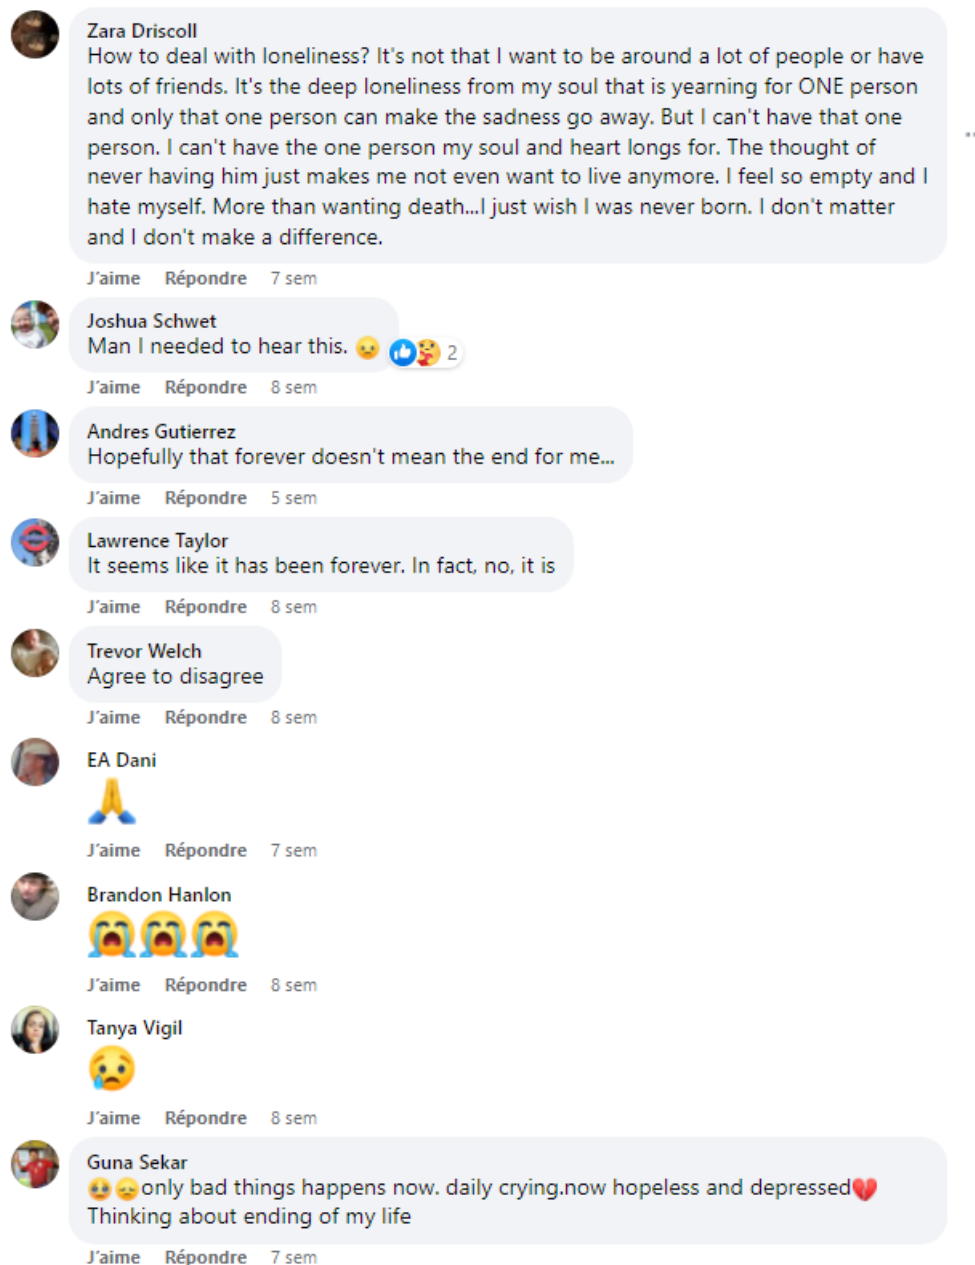 Zara Driscoll
How to deal with loneliness? It's not that I want to be around a lot of people or have
lots of friends. It's the deep loneliness from my soul that is yearning for ONE person
and only that one person can make the sadness go away. But I can't have that one
person. I can't have the one person my soul and heart longs for. The thought of
never having him just makes me not even want to live anymore. I feel so empty and I
hate myself. More than wanting death...I just wish I was never born. I don't matter
and I don't make a difference.
J'aime Répondre 7 sem
Joshua Schwet
Man I needed to hear this. 😞 2
J'aime Répondre 8 sem
Andres Gutierrez
Hopefully that forever doesn't mean the end for me...
J'aime Répondre 5 sem
Lawrence Taylor
It seems like it has been forever. In fact, no, it is
J'aime Répondre 8 sem
Trevor Welch
Agree to disagree
J'aime Répondre 8 sem
EA Dani
🙏
J'aime Répondre 7 sem
Brandon Hanlon
😭😭😭
J'aime Répondre 8 sem
Tanya Vigil
😢
J'aime Répondre 8 sem
Guna Sekar
🥺😞only bad things happens now. daily crying.now hopeless and depressed💔
Thinking about ending of my life
J'aime Répondre 7 sem